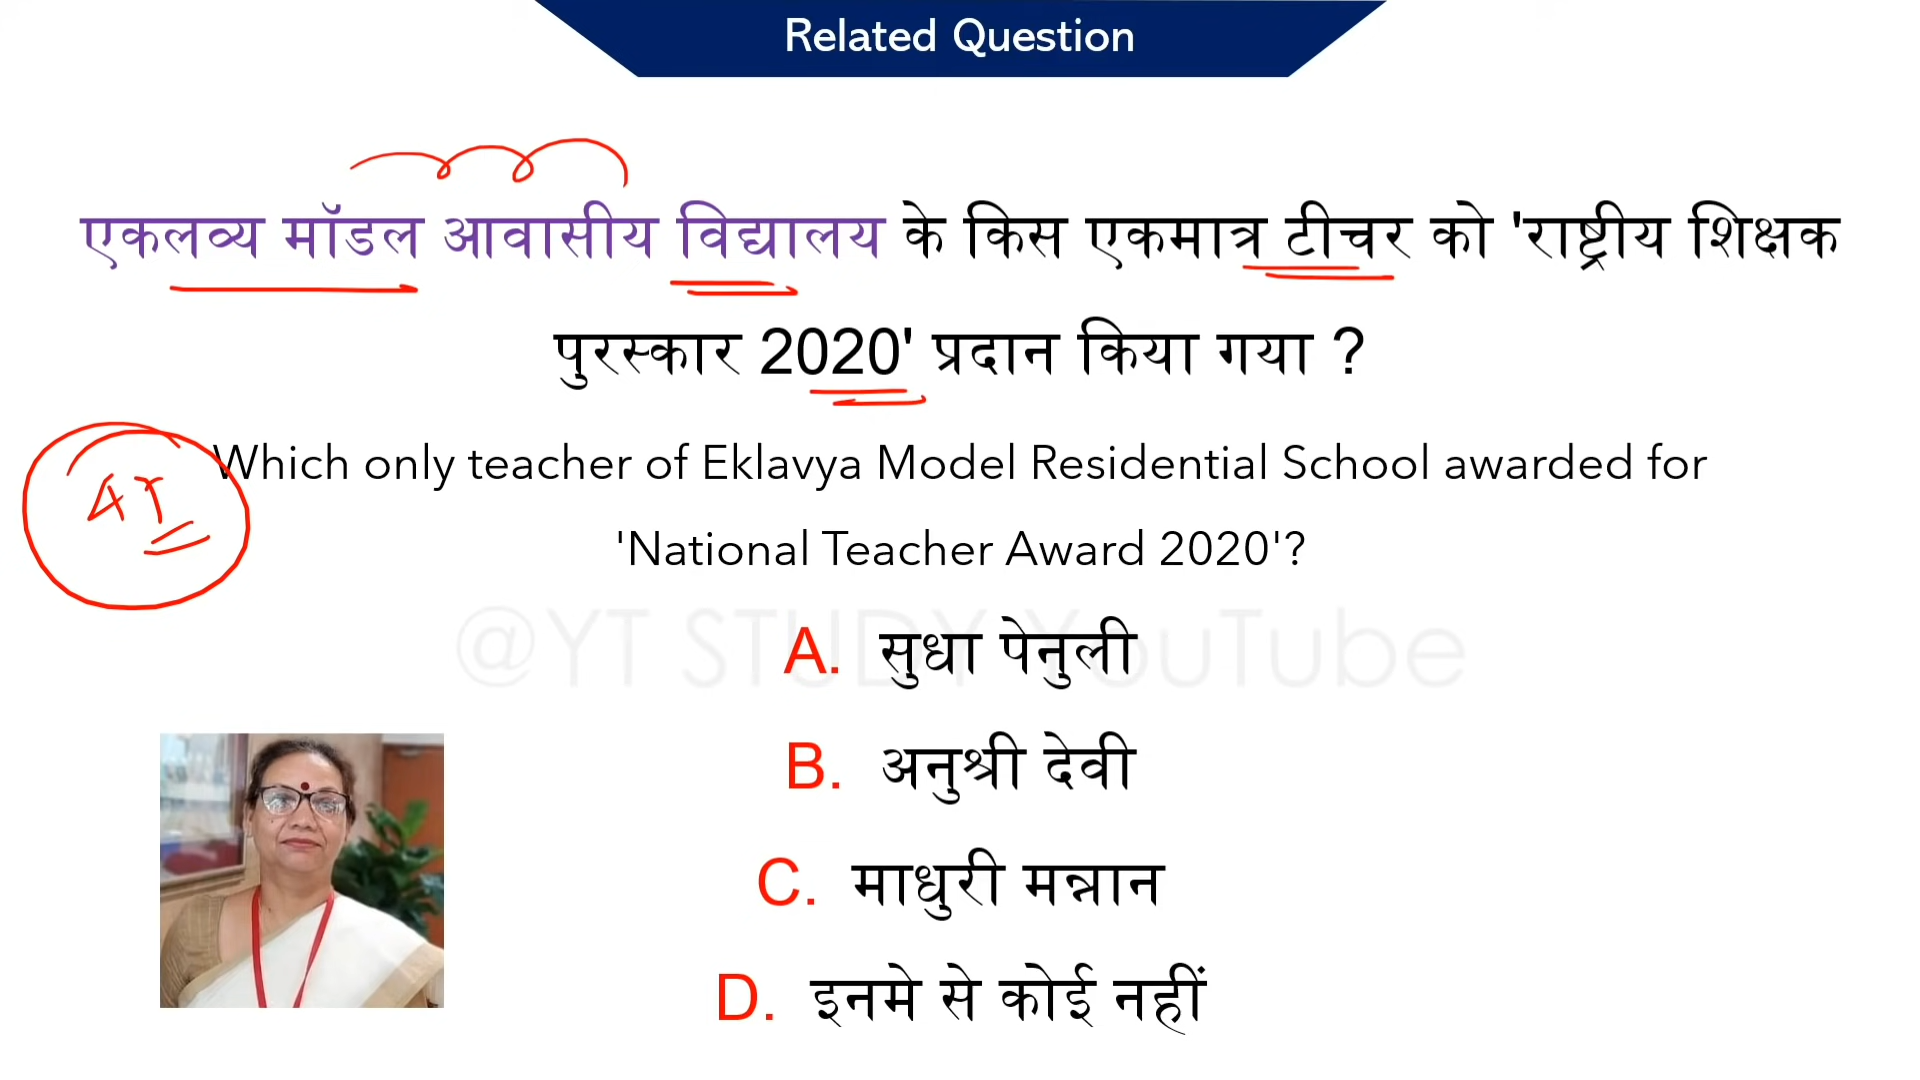 Related Question
एकलव्य मॉडल आवासीय विद्यालय के किस एकमात्र टीचर को 'राष्ट्रीय शिक्षक
पुरस्कार 2020' प्रदान किया गया ?
Which only teacher of Eklavya Model Residential School awarded for
'National Teacher Award 2020'?
@YT STUDY YouTube
A. सुधा पेनुली
B. अनुश्री देवी
C. माधुरी मन्नान
D. इनमे से कोई नहीं